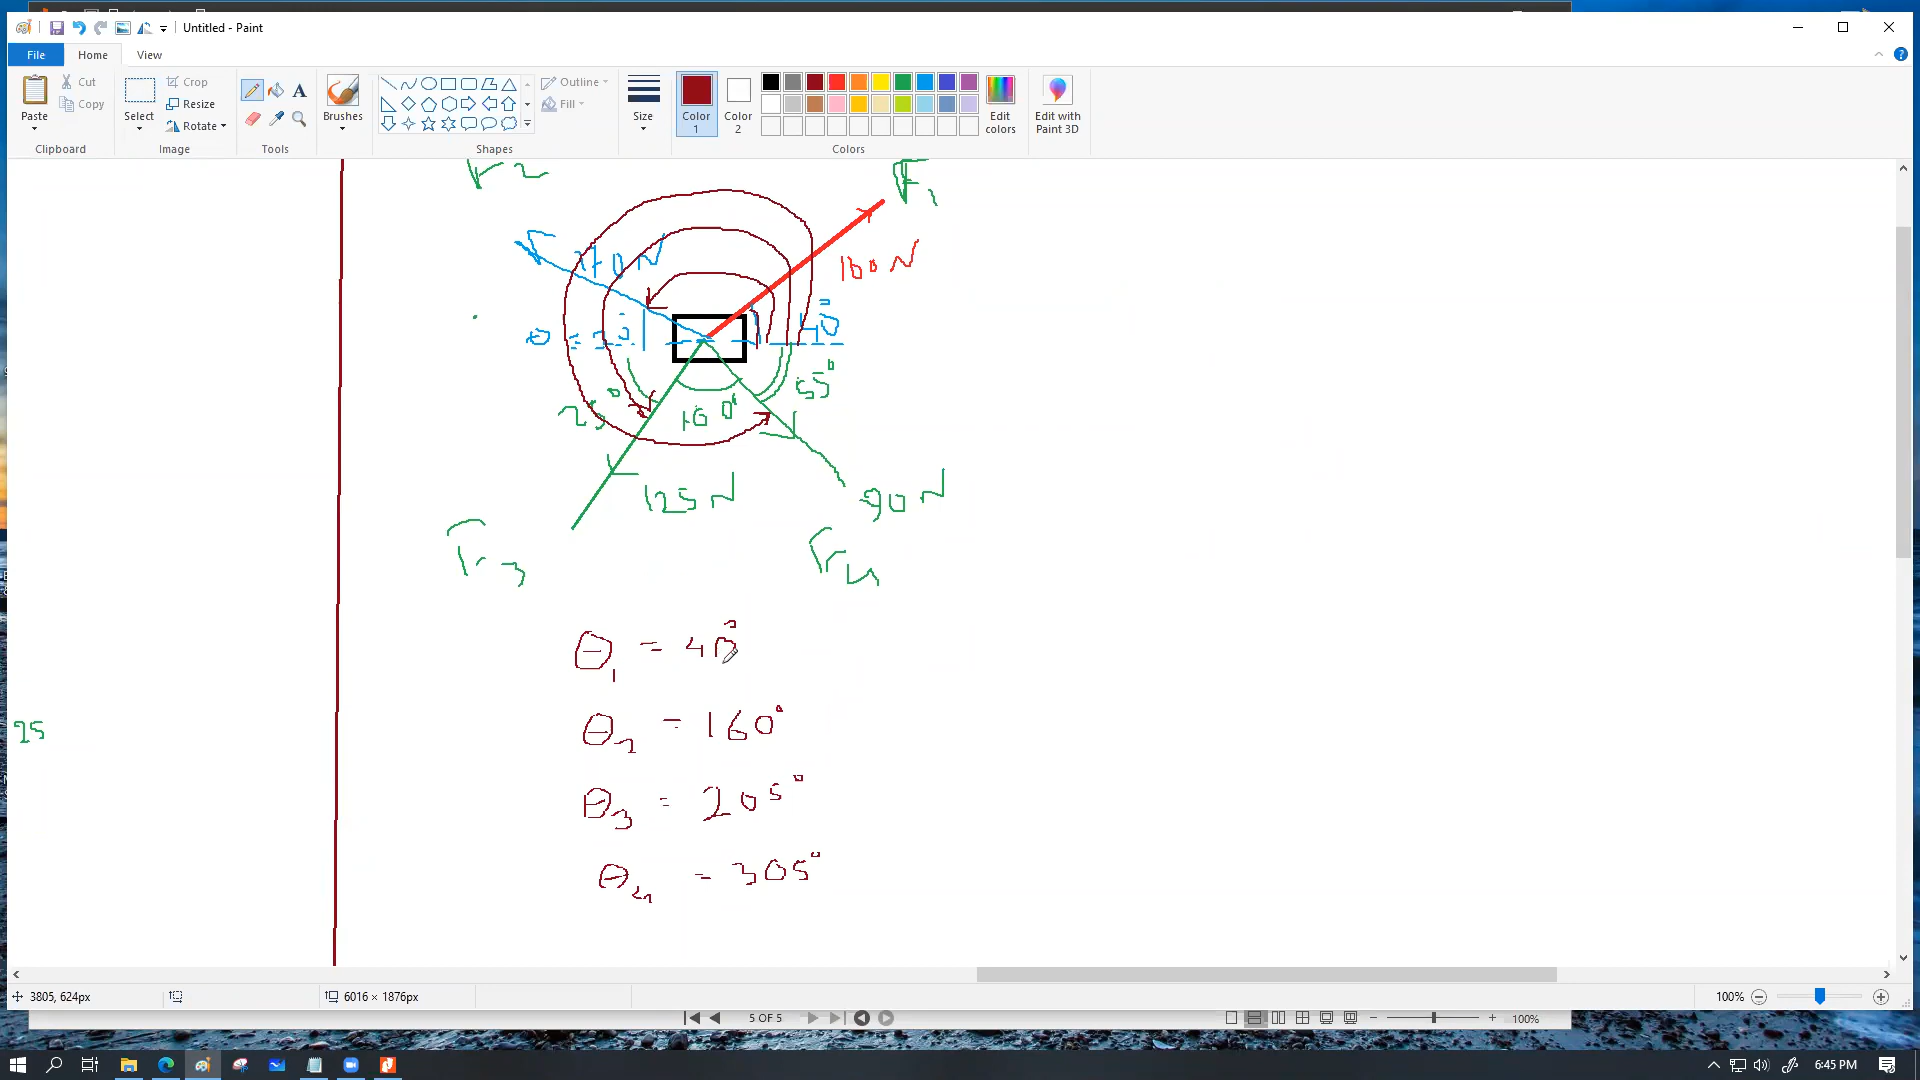 Untitled - Paint
File Home View
Paste Cut Copy Clipboard
Select Crop Resize Rotate Image
Tools
Brushes
Shapes Outline Fill
Size
Color 1 Color 2 Edit colors Colors
Edit with Paint 3D
F2
F1
170 N
160 N
θ = 30
40°
25°
100°
55°
125 N
90 N
F3
F4
θ1 = 40°
θ2 = 160°
25
θ3 = 205°
θ4 = 305°
3805, 624px
6016 × 1876px
100%
5 OF 5
100%
6:45 PM